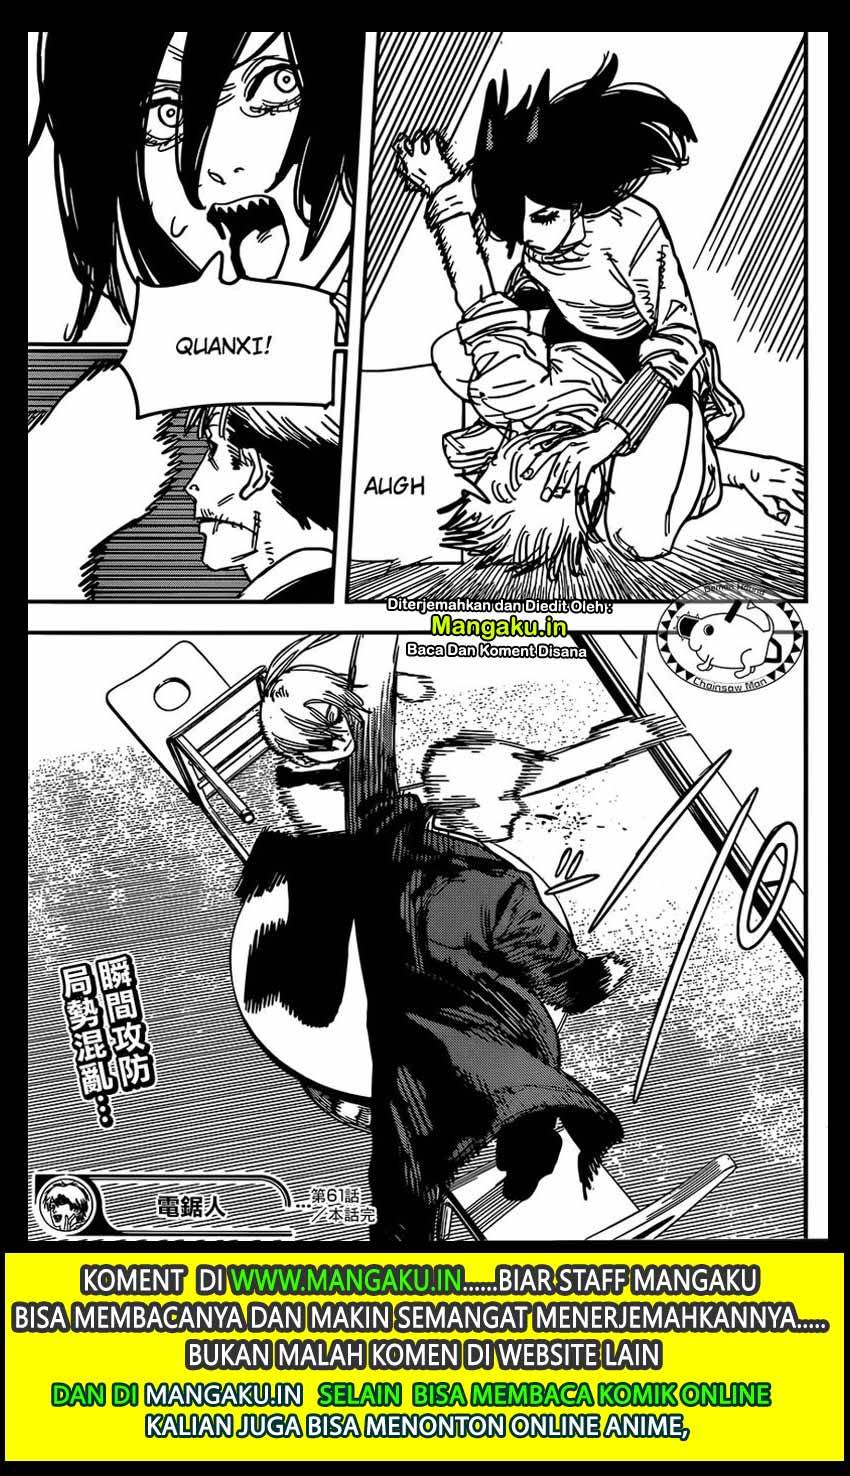 QUANXI!
AUGH
Diterjemahkan dan Diedit Oleh :
Mangaku.in
Baca Dan Koment Disana
Chainsaw Man
瞬間攻防
局勢混亂…
電鋸人
…第61話
／本話完
KOMENT DI WWW.MANGAKU.IN......BIAR STAFF MANGAKU
BISA MEMBACANYA DAN MAKIN SEMANGAT MENERJEMAHKANNYA.....
BUKAN MALAH KOMEN DI WEBSITE LAIN
DAN DI MANGAKU.IN SELAIN BISA MEMBACA KOMIK ONLINE
KALIAN JUGA BISA MENONTON ONLINE ANIME,